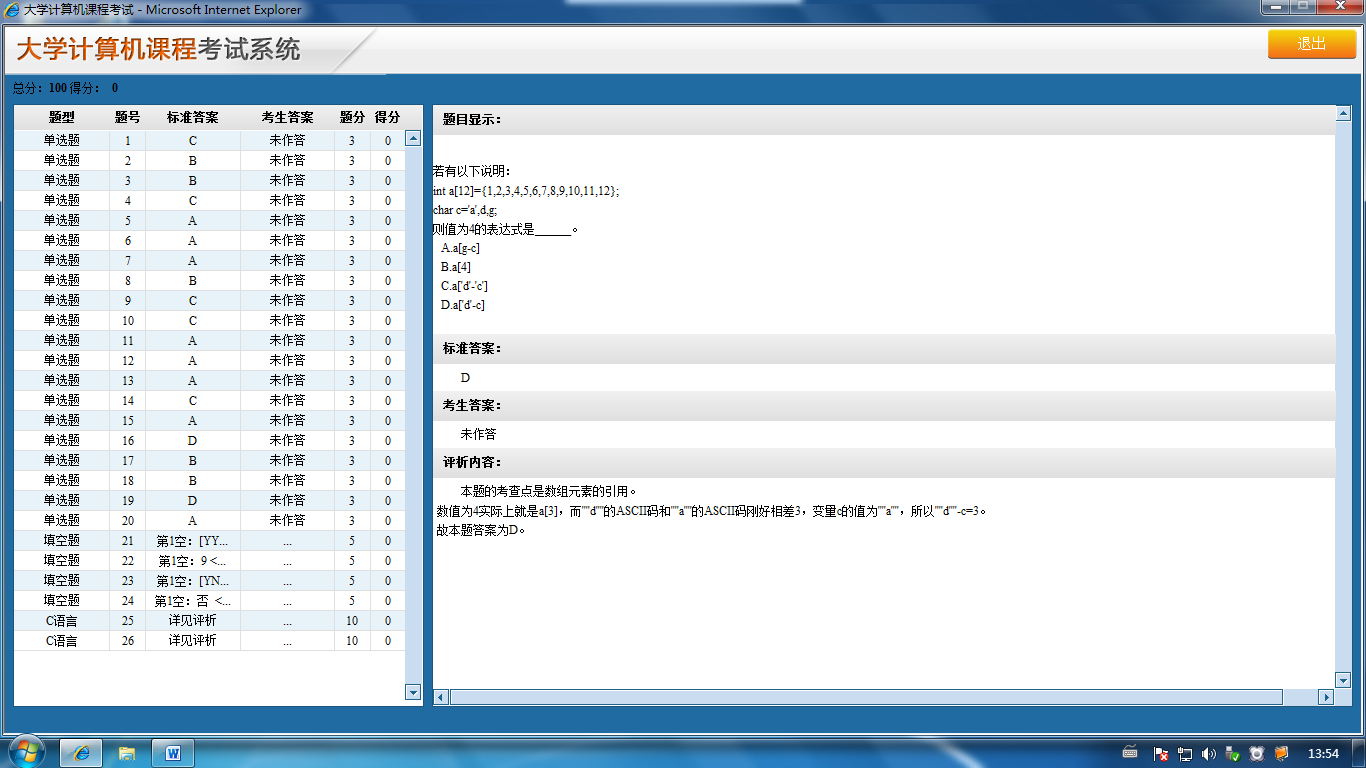 大学计算机课程考试 - Microsoft Internet Explorer
大学计算机课程考试系统
退出
总分：100 得分： 0
题型 题号 标准答案 考生答案 题分 得分
单选题 1 C 未作答 3 0
单选题 2 B 未作答 3 0
单选题 3 B 未作答 3 0
单选题 4 C 未作答 3 0
单选题 5 A 未作答 3 0
单选题 6 A 未作答 3 0
单选题 7 A 未作答 3 0
单选题 8 B 未作答 3 0
单选题 9 C 未作答 3 0
单选题 10 C 未作答 3 0
单选题 11 A 未作答 3 0
单选题 12 A 未作答 3 0
单选题 13 A 未作答 3 0
单选题 14 C 未作答 3 0
单选题 15 A 未作答 3 0
单选题 16 D 未作答 3 0
单选题 17 B 未作答 3 0
单选题 18 B 未作答 3 0
单选题 19 D 未作答 3 0
单选题 20 A 未作答 3 0
填空题 21 第1空：[YY... ... 5 0
填空题 22 第1空：9 <... ... 5 0
填空题 23 第1空：[YN... ... 5 0
填空题 24 第1空：否 <... ... 5 0
C语言 25 详见评析 ... 10 0
C语言 26 详见评析 ... 10 0
题目显示：
若有以下说明：
int a[12]={1,2,3,4,5,6,7,8,9,10,11,12};
char c='a',d,g;
则值为4的表达式是______。
A.a[g-c]
B.a[4]
C.a['d'-'c']
D.a['d'-c]
标准答案：
D
考生答案：
未作答
评析内容：
本题的考查点是数组元素的引用。
数值为4实际上就是a[3]，而""d""的ASCII码和""a""的ASCII码刚好相差3，变量c的值为""a""，所以""d""-c=3。
故本题答案为D。
13:54